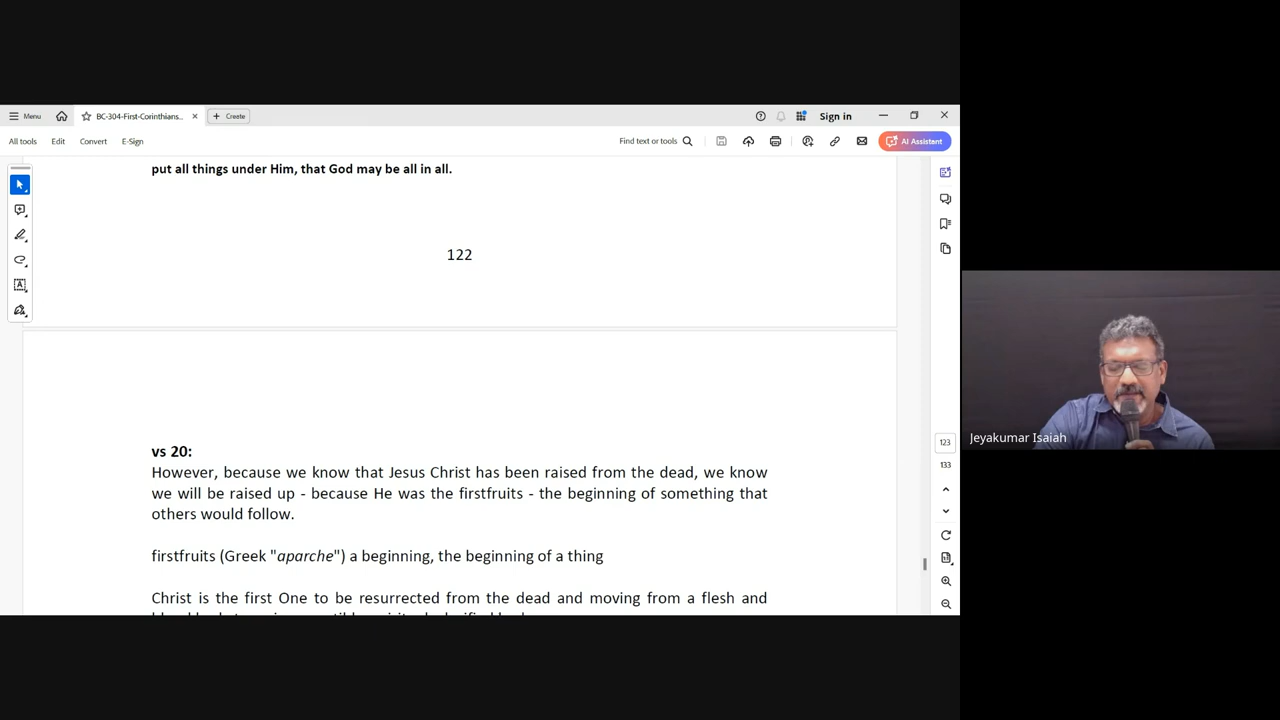 Menu
BC-304-First-Corinthians...
Create
Sign in
All tools
Edit
Convert
E-Sign
Find text or tools
AI Assistant
put all things under Him, that God may be all in all.
122
vs 20:
However, because we know that Jesus Christ has been raised from the dead, we know
we will be raised up - because He was the firstfruits - the beginning of something that
others would follow.
firstfruits (Greek "aparche") a beginning, the beginning of a thing
Christ is the first One to be resurrected from the dead and moving from a flesh and
123
133
Jeyakumar Isaiah